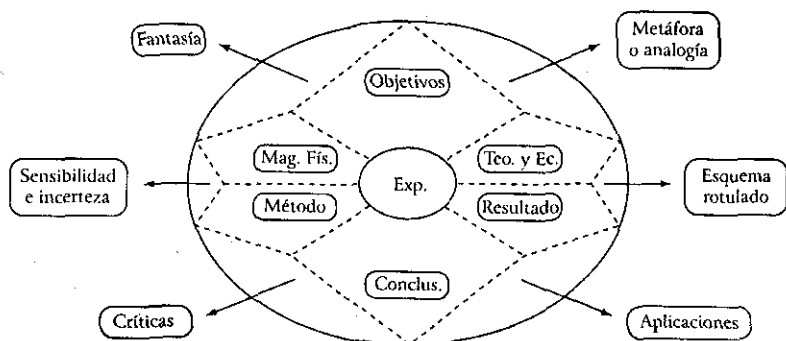 Fantasía
Metáfora
o analogía
Objetivos
Mag. Fís.
Teo. y Ec.
Sensibilidad
e incerteza
Exp.
Esquema
rotulado
Método
Resultado
Conclus.
Críticas
Aplicaciones